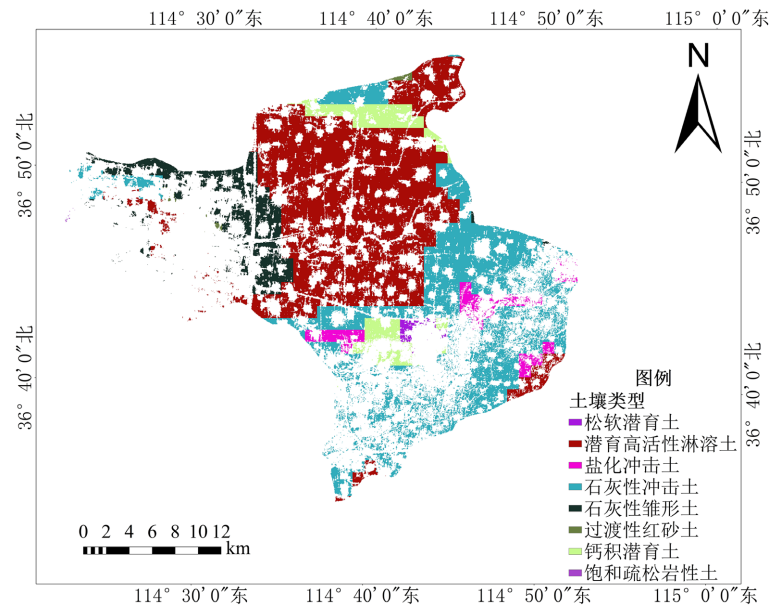 114° 30′0″东 114° 40′0″东 114° 50′0″东 115° 0′0″东
N
36° 50′0″北
36° 50′0″北
36° 40′0″北
36° 40′0″北
图例
土壤类型
松软潜育土
潜育高活性淋溶土
盐化冲击土
石灰性冲击土
石灰性雏形土
过渡性红砂土
钙积潜育土
饱和疏松岩性土
0 2 4 6 8 10 12
km
114° 30′0″东 114° 40′0″东 114° 50′0″东 115° 0′0″东